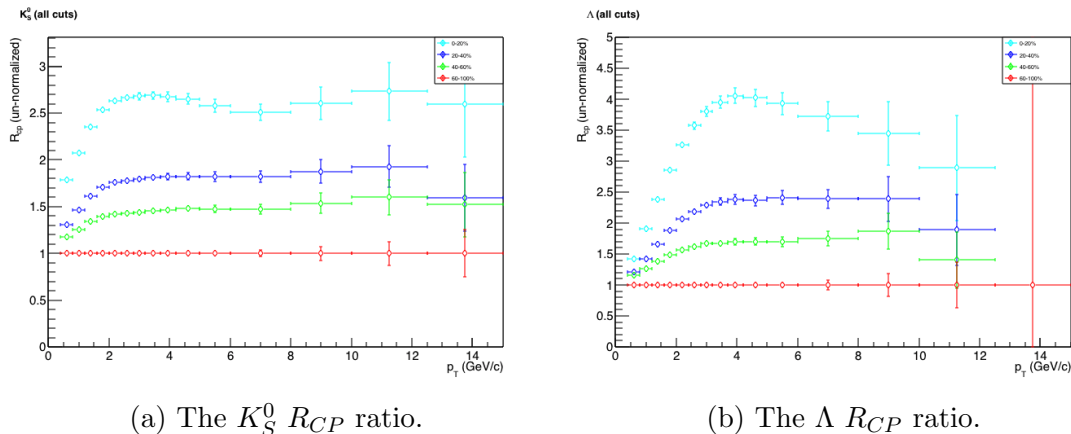 K⁰_S (all cuts)
R_cp (un-normalized)
0-20%
20-40%
40-60%
60-100%
3
2.5
2
1.5
1
0.5
0
0 2 4 6 8 10 12 14
p_T (GeV/c)
(a) The K⁰_S R_CP ratio.
Λ (all cuts)
R_cp (un-normalized)
0-20%
20-40%
40-60%
60-100%
5
4.5
4
3.5
3
2.5
2
1.5
1
0.5
0
0 2 4 6 8 10 12 14
p_T (GeV/c)
(b) The Λ R_CP ratio.